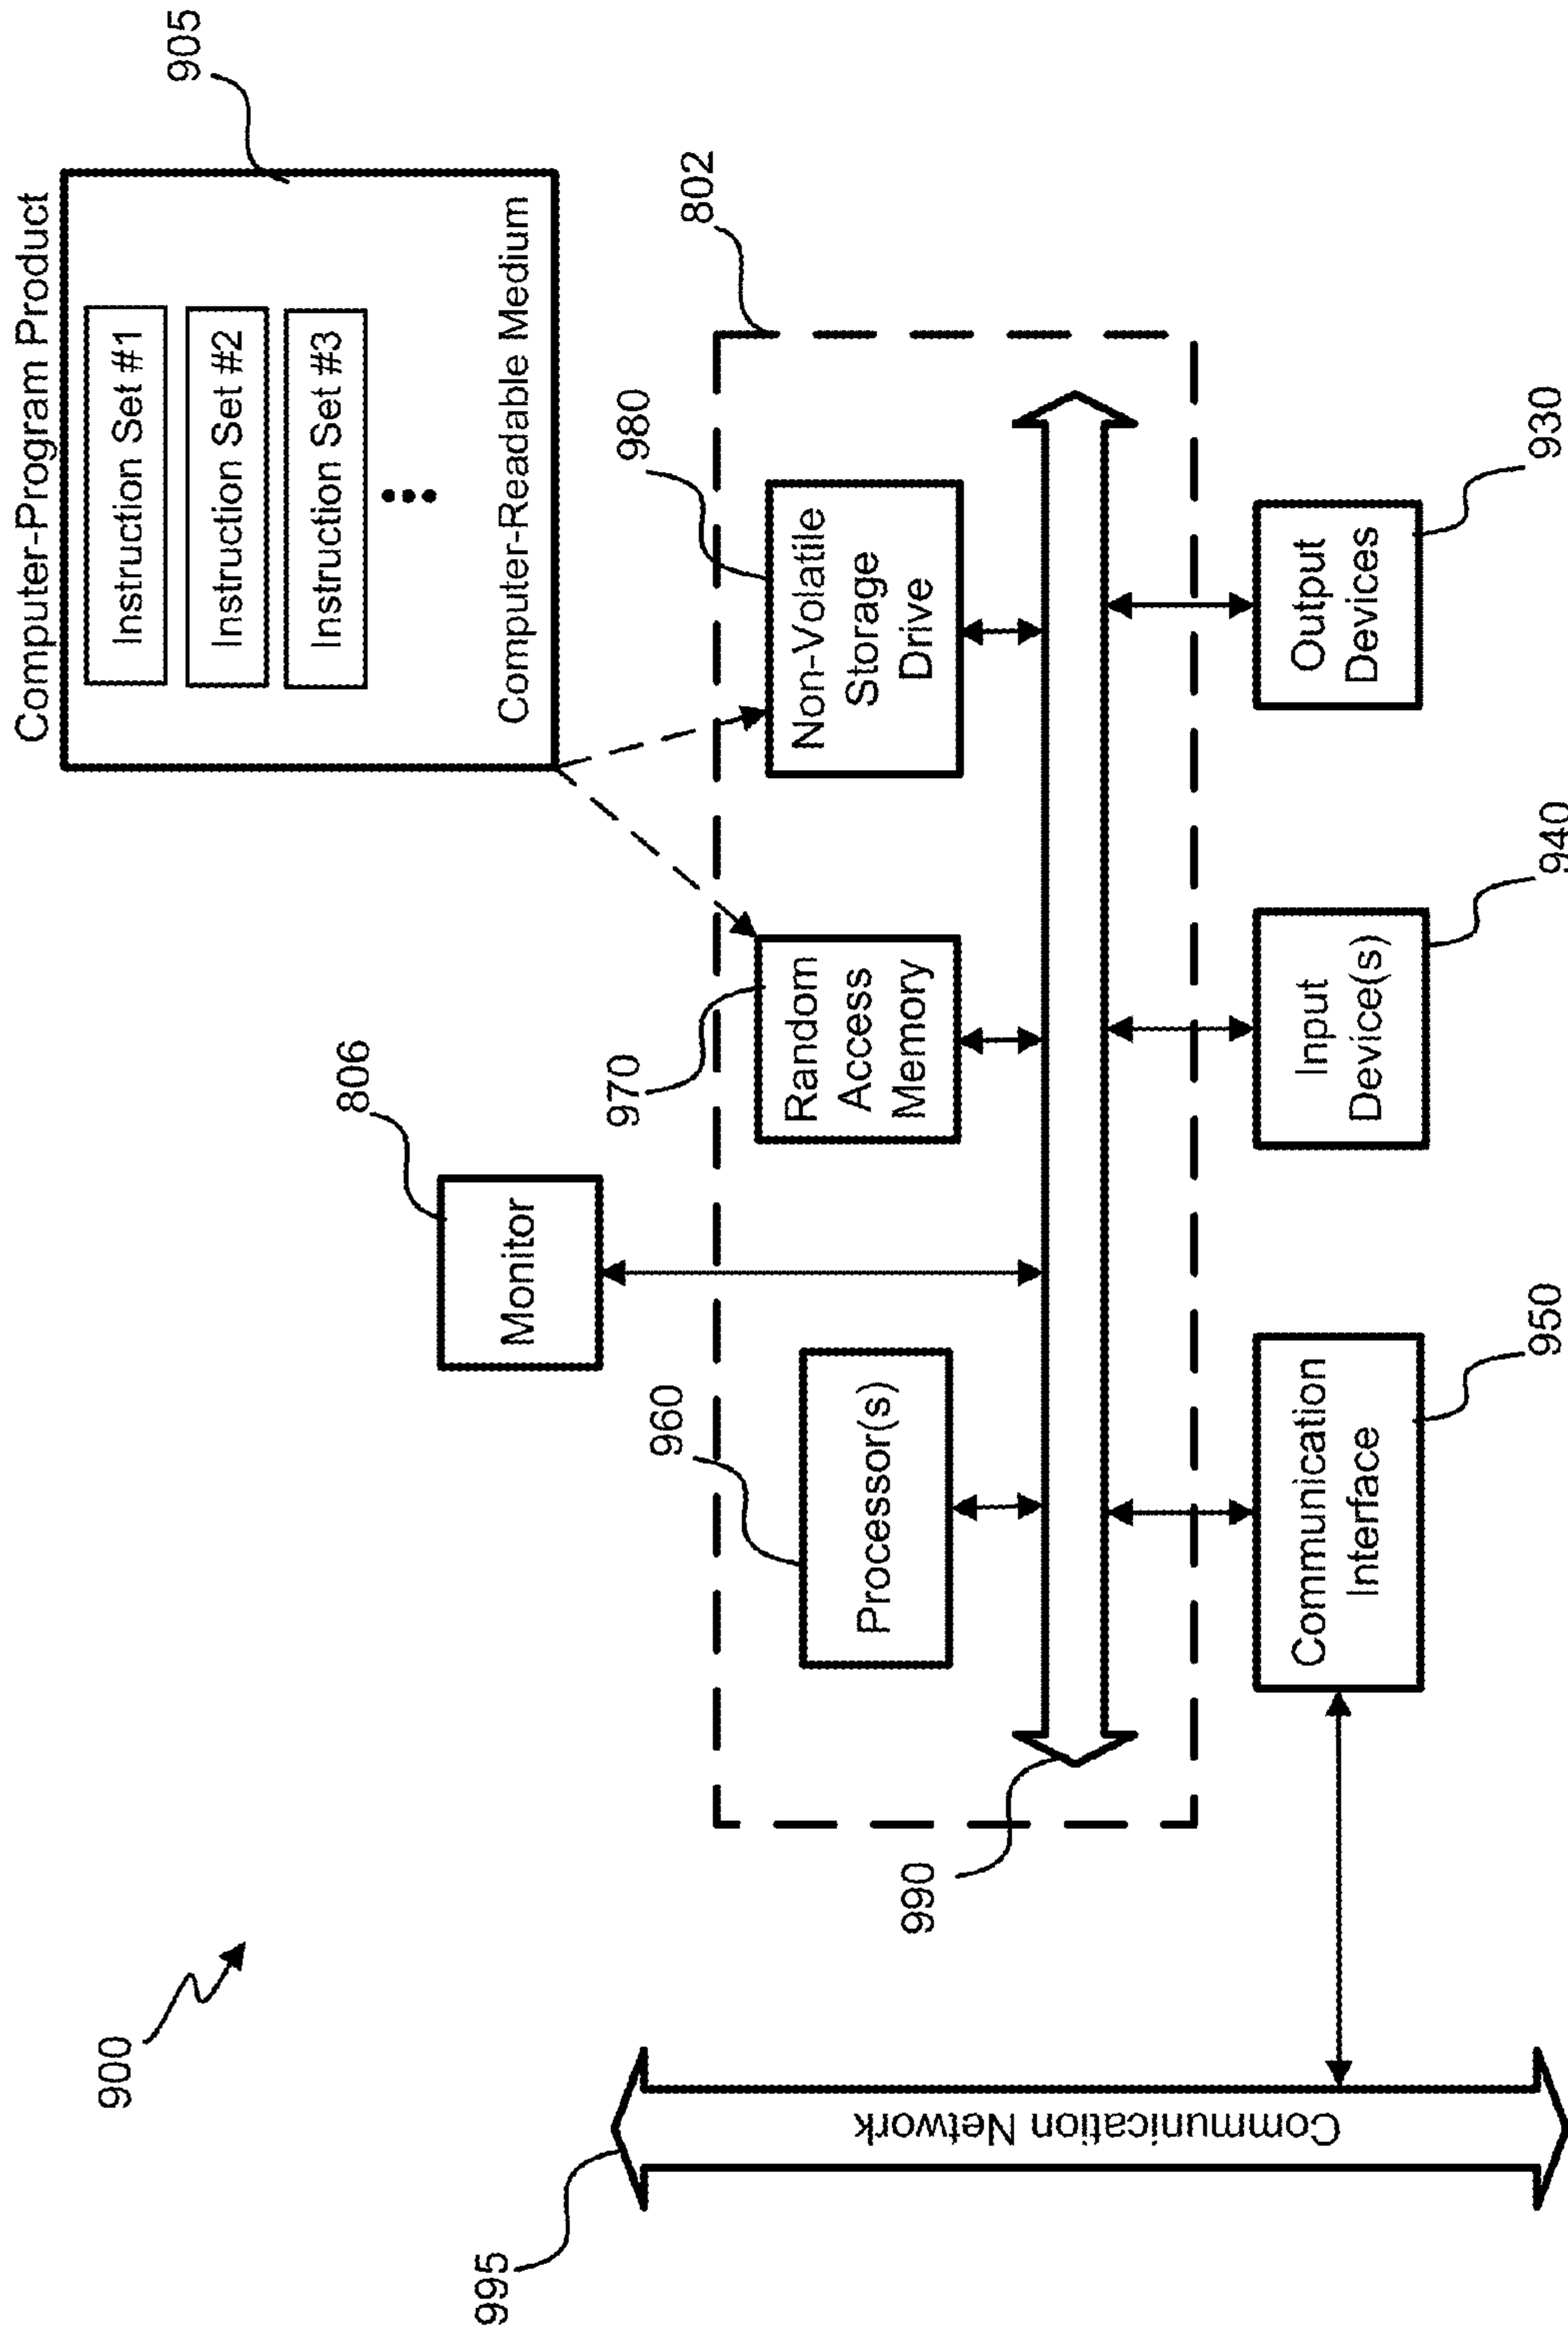 900
Computer-Program Product
905
Instruction Set #1
Instruction Set #2
Instruction Set #3
Computer-Readable Medium
806
Monitor
802
960
Processor(s)
970
Random
Access
Memory
980
Non-Volatile
Storage
Drive
990
995
Communication Network
Communication
Interface
950
Input
Device(s)
940
Output
Devices
930